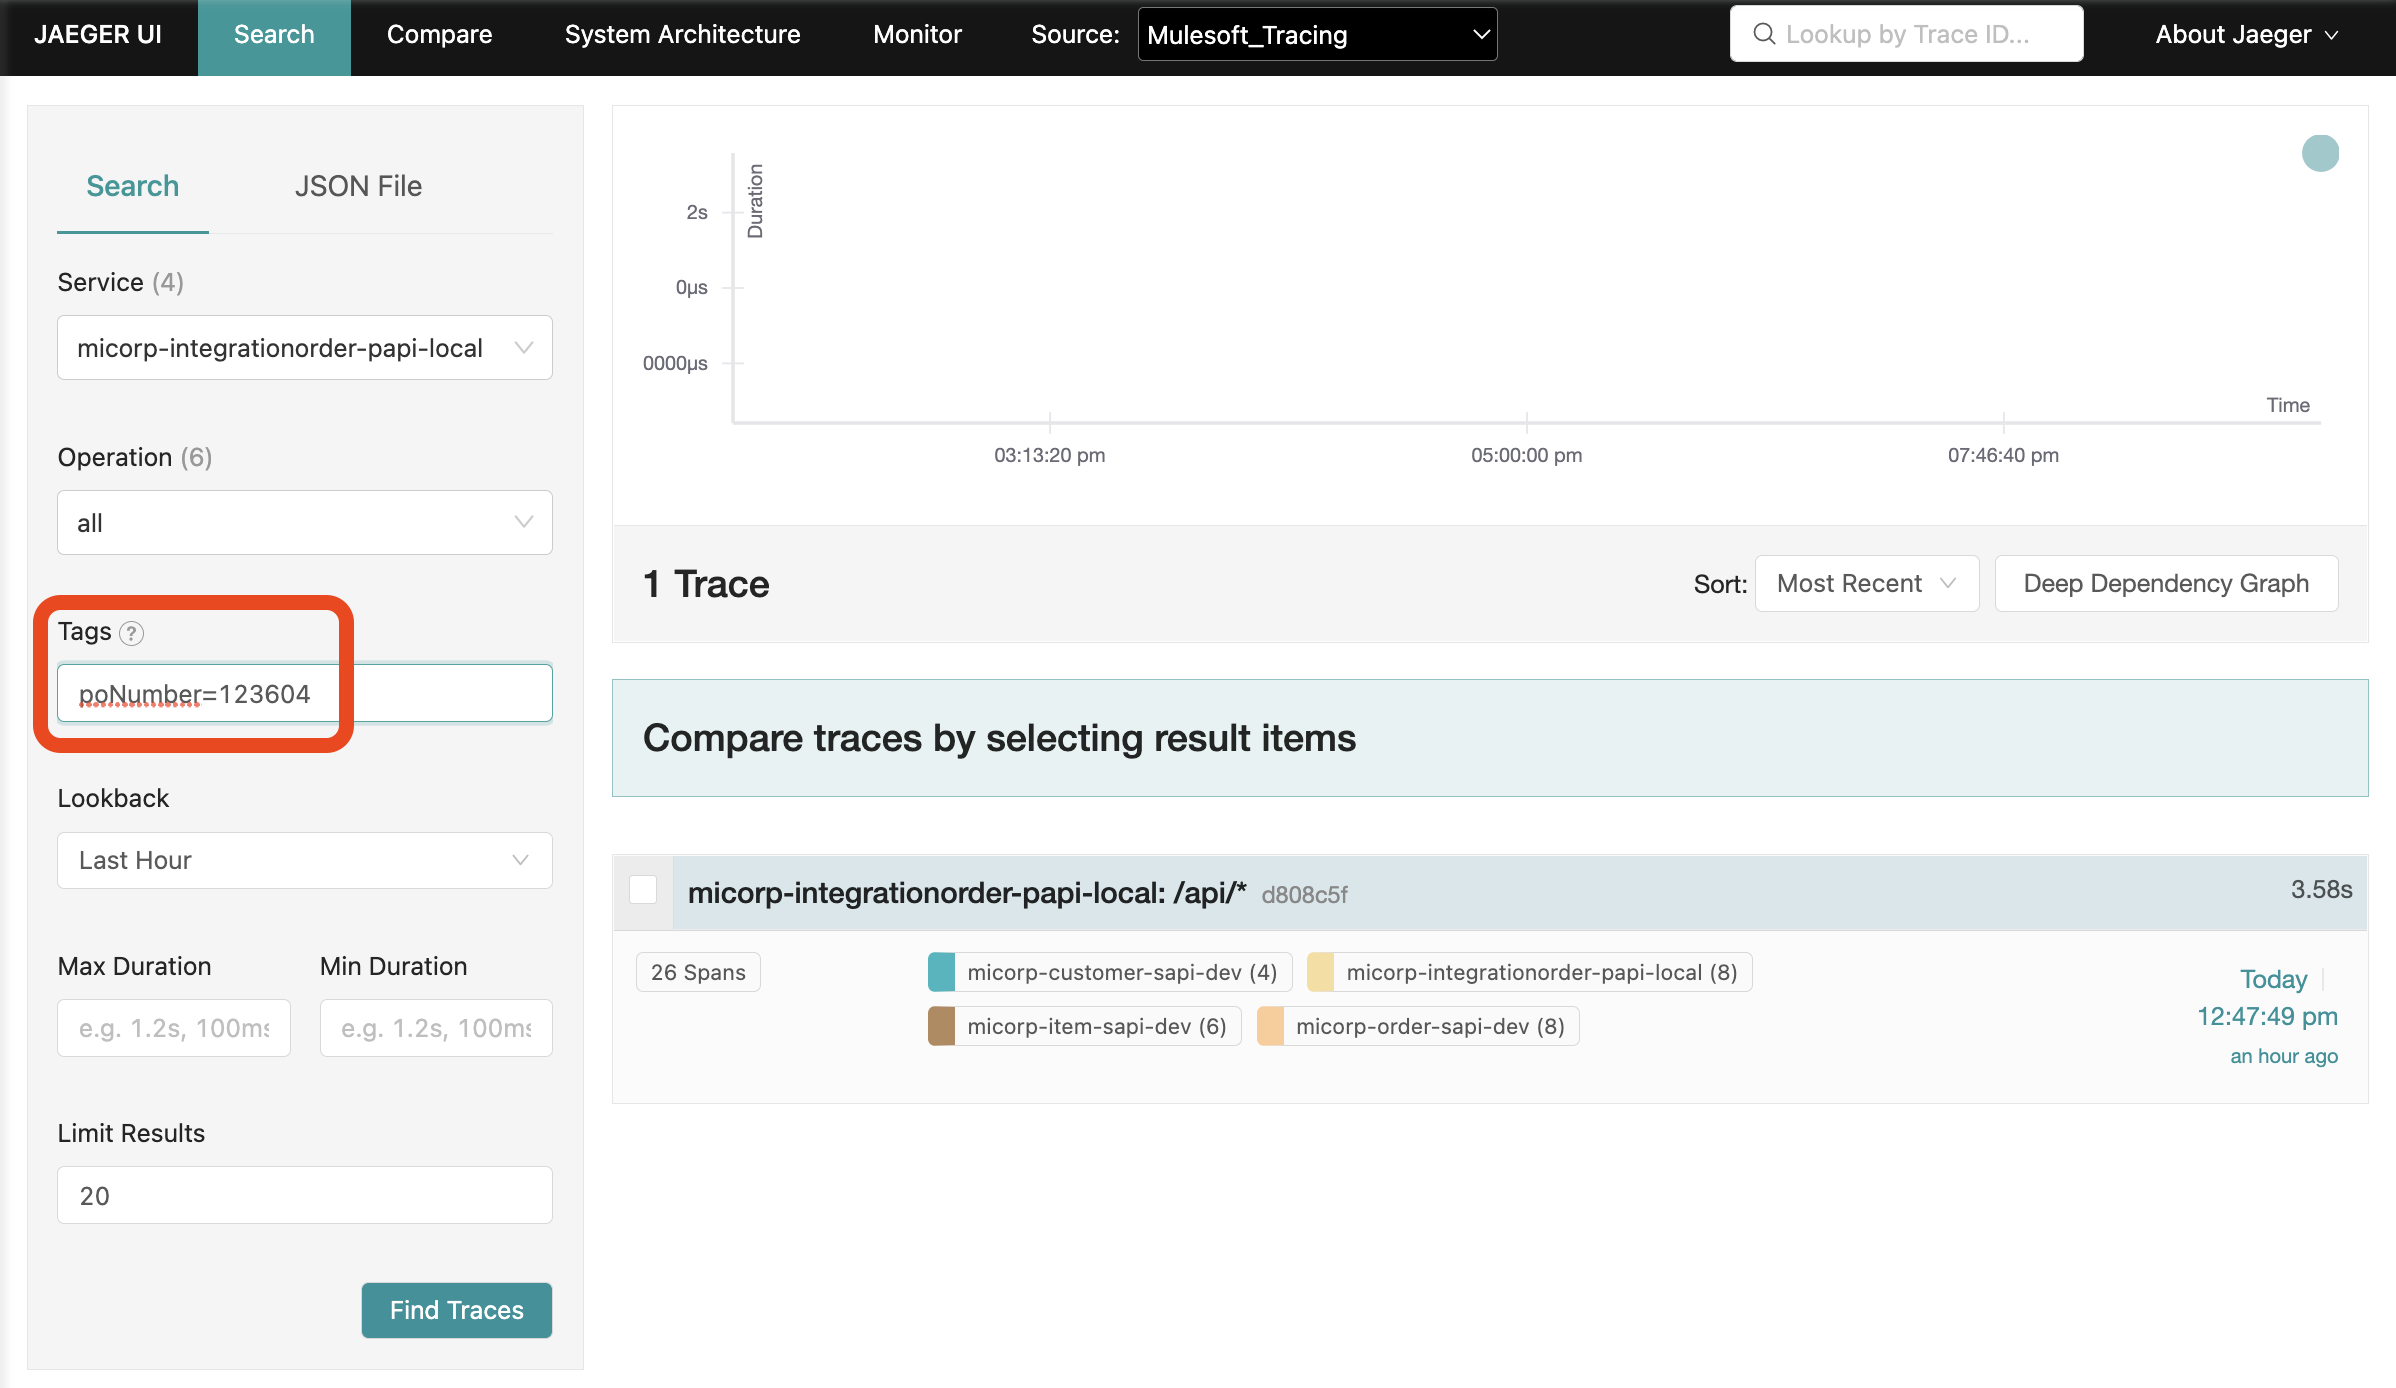 JAEGER UI Search Compare System Architecture Monitor Source: Mulesoft_Tracing Lookup by Trace ID... About Jaeger
Search JSON File
Service (4)
micorp-integrationorder-papi-local
Operation (6)
all
Tags ?
poNumber=123604
Lookback
Last Hour
Max Duration Min Duration
e.g. 1.2s, 100ms e.g. 1.2s, 100ms
Limit Results
20
Find Traces
Duration
2s
0μs
0000μs
Time
03:13:20 pm 05:00:00 pm 07:46:40 pm
1 Trace Sort: Most Recent Deep Dependency Graph
Compare traces by selecting result items
micorp-integrationorder-papi-local: /api/* d808c5f 3.58s
26 Spans micorp-customer-sapi-dev (4) micorp-integrationorder-papi-local (8)
micorp-item-sapi-dev (6) micorp-order-sapi-dev (8)
Today
12:47:49 pm
an hour ago